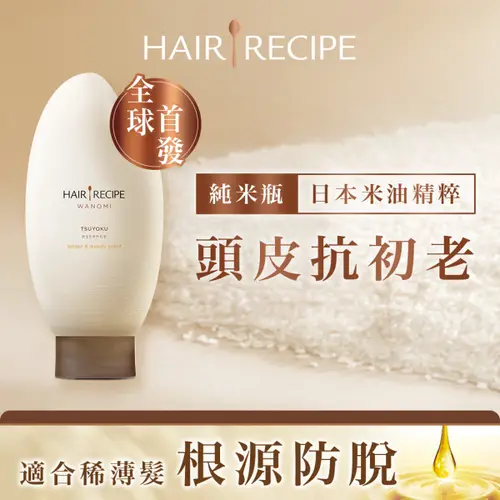 HAIR RECIPE
全球首發
HAIR RECIPE
WANOMI
TSUYOKU
純米瓶
日本米油精粹
頭皮抗初老
適合稀薄髮 根源防脫